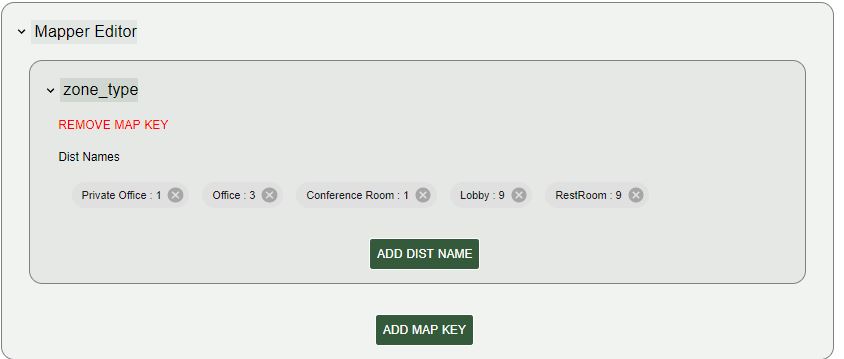 Mapper Editor
zone_type
REMOVE MAP KEY
Dist Names
Private Office : 1 Office : 3 Conference Room : 1 Lobby : 9 RestRoom : 9
ADD DIST NAME
ADD MAP KEY